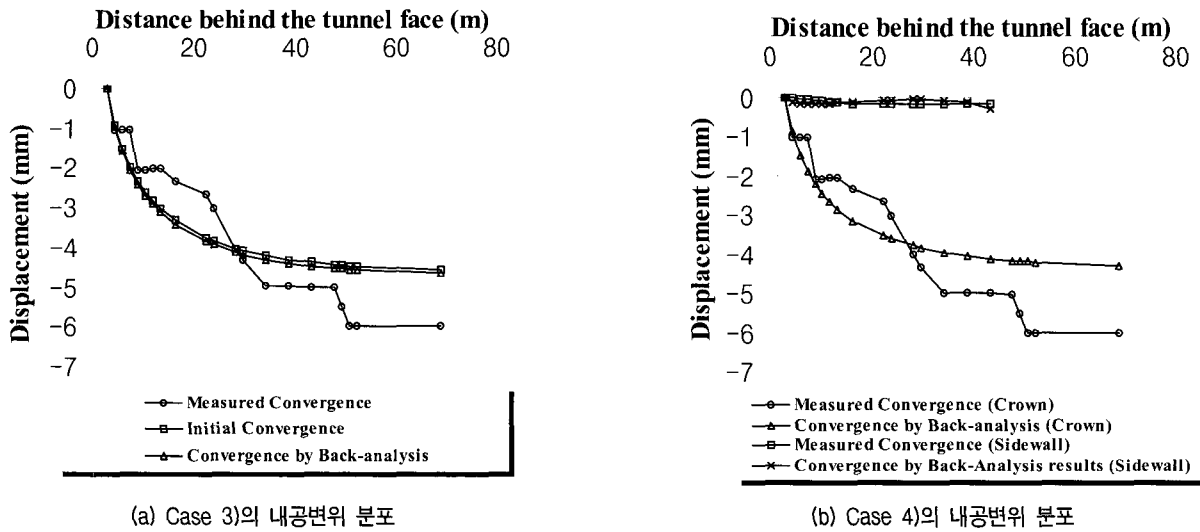 Distance behind the tunnel face (m)
0 20 40 60 80
Displacement (mm)
0
-1
-2
-3
-4
-5
-6
-7
Measured Convergence
Initial Convergence
Convergence by Back-analysis
(a) Case 3)의 내공변위 분포
Distance behind the tunnel face (m)
0 20 40 60 80
Displacement (mm)
0
-1
-2
-3
-4
-5
-6
-7
Measured Convergence (Crown)
Convergence by Back-analysis (Crown)
Measured Convergence (Sidewall)
Convergence by Back-Analysis results (Sidewall)
(b) Case 4)의 내공변위 분포